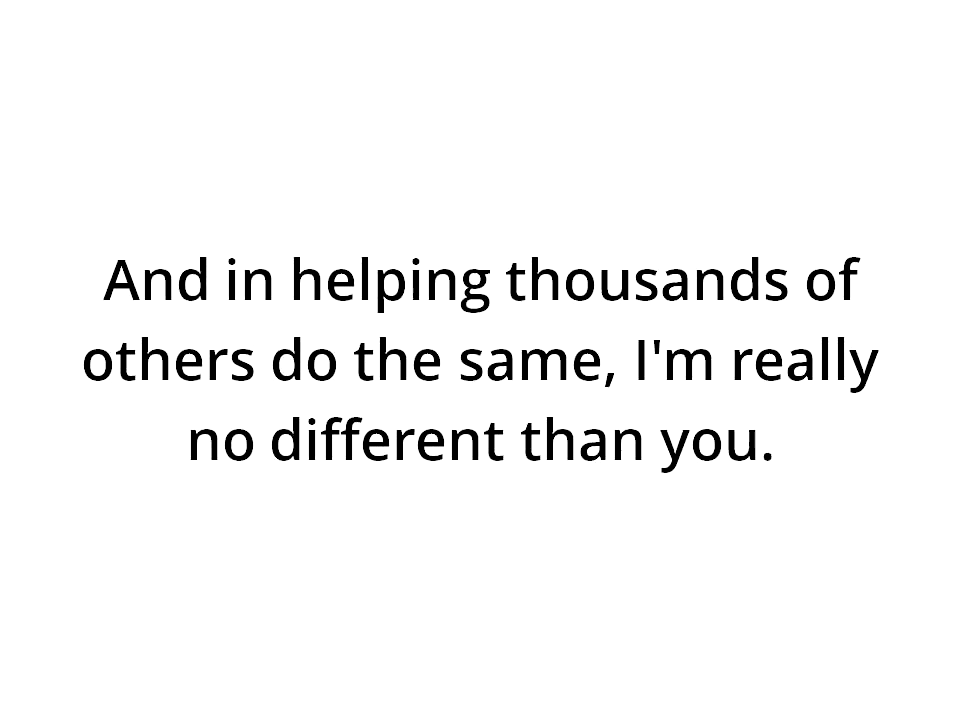 And in helping thousands of
others do the same, I'm really
no different than you.